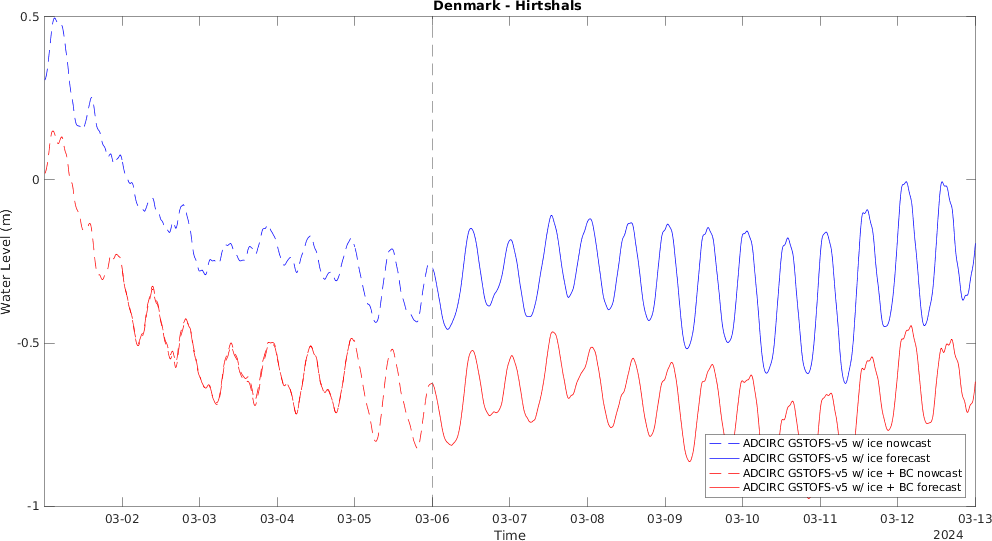 Denmark - Hirtshals
0.5
0
-0.5
-1
Water Level (m)
ADCIRC GSTOFS-v5 w/ ice nowcast
ADCIRC GSTOFS-v5 w/ ice forecast
ADCIRC GSTOFS-v5 w/ ice + BC nowcast
ADCIRC GSTOFS-v5 w/ ice + BC forecast
03-02 03-03 03-04 03-05 03-06 03-07 03-08 03-09 03-10 03-11 03-12 03-13
Time
2024